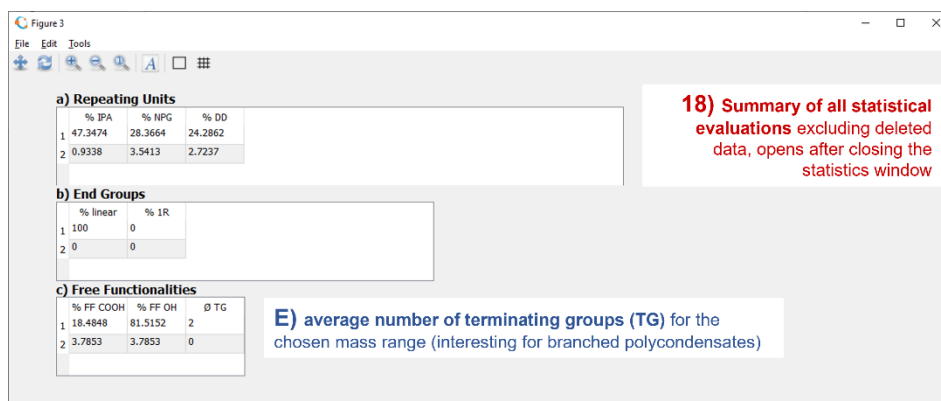 Figure 3
File Edit Tools
A
a) Repeating Units
% IPA % NPG % DD
1 47.3474 28.3664 24.2862
2 0.9338 3.5413 2.7237
18) Summary of all statistical
evaluations excluding deleted
data, opens after closing the
statistics window
b) End Groups
% linear % 1R
1 100 0
2 0 0
c) Free Functionalities
% FF COOH % FF OH Ø TG
1 18.4848 81.5152 2
2 3.7853 3.7853 0
E) average number of terminating groups (TG) for the
chosen mass range (interesting for branched polycondensates)